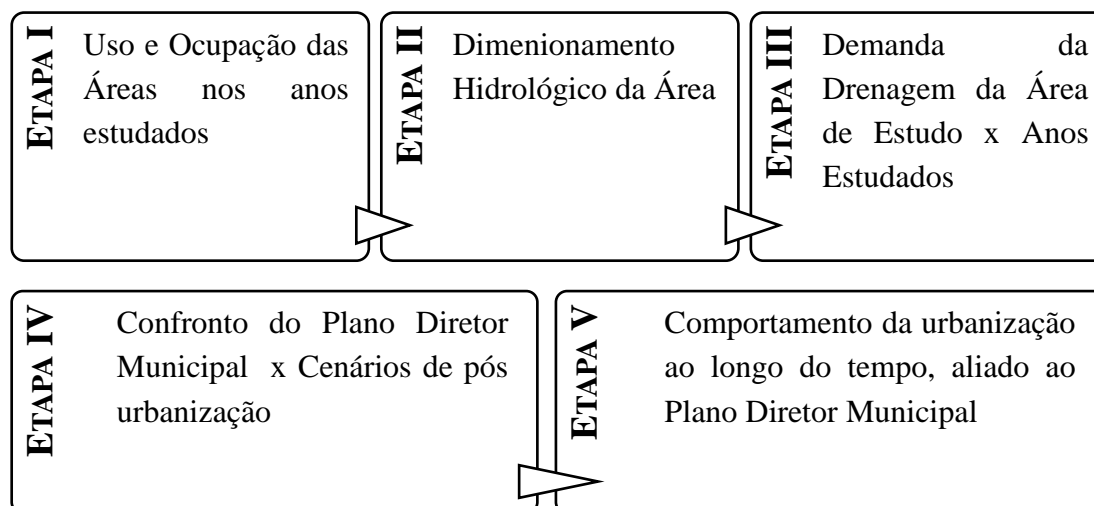 ETAPA I
Uso e Ocupação das
Áreas nos anos
estudados
ETAPA II
Dimenionamento
Hidrológico da Área
ETAPA III
Demanda da
Drenagem da Área
de Estudo x Anos
Estudados
ETAPA IV
Confronto do Plano Diretor
Municipal x Cenários de pós
urbanização
ETAPA V
Comportamento da urbanização
ao longo do tempo, aliado ao
Plano Diretor Municipal